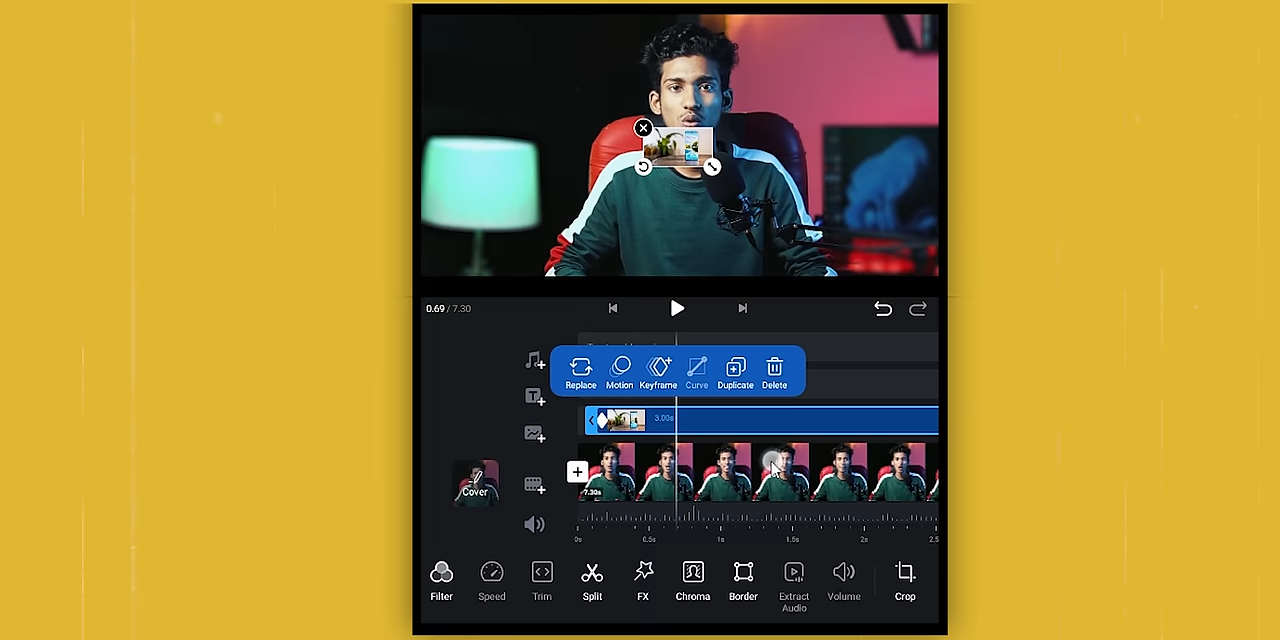 0.69 / 7.30
Replace Motion Keyframe Curve Duplicate Delete
3.00s
Cover
7.30s
0s 0.5s 1s 1.5s 2s 2.5
Filter Speed Trim Split FX Chroma Border Extract Audio Volume Crop